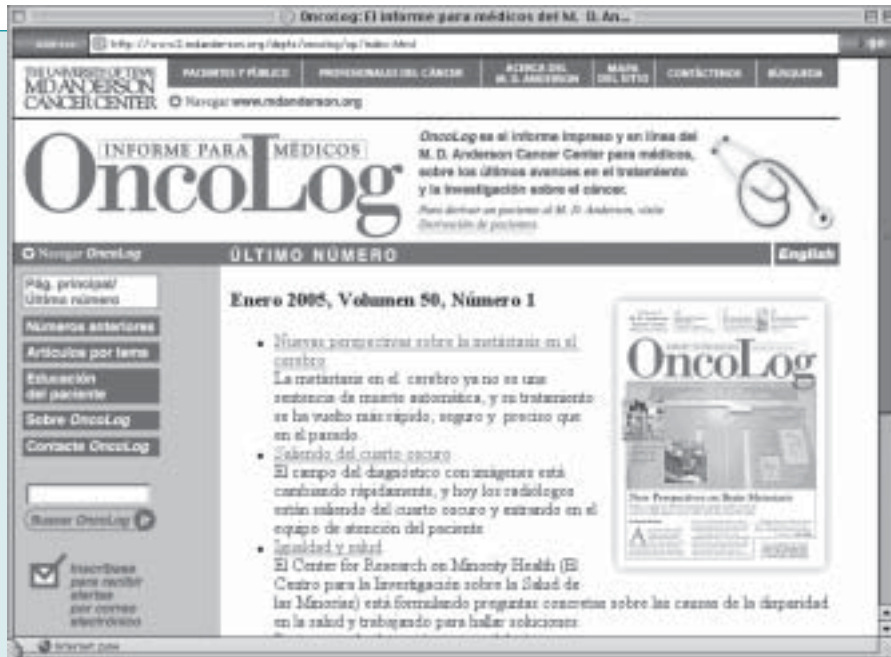 OncoLog: El informe para médicos del M. D. An...
http://www2.mdanderson.org/depts/oncolog/sp/index.html
THE UNIVERSITY OF TEXAS
MD ANDERSON
CANCER CENTER
PACIENTES Y PÚBLICO
PROFESIONALES DEL CÁNCER
ACERCA DEL
M. D. ANDERSON
MAPA
DEL SITIO
CONTÁCTENOS
BÚSQUEDA
Navegar www.mdanderson.org
INFORME PARA MÉDICOS
OncoLog
OncoLog es el informe impreso y en línea del
M. D. Anderson Cancer Center para médicos,
sobre los últimos avances en el tratamiento
y la investigación sobre el cáncer.
Para derivar un paciente al M. D. Anderson, visite
Derivación de pacientes.
Navegar OncoLog
ÚLTIMO NÚMERO
English
Pág. principal/
Último número
Números anteriores
Artículos por tema
Educación
del paciente
Sobre OncoLog
Contacte OncoLog
Buscar OncoLog
Inscríbase
para recibir
alertas
por correo
electrónico
Enero 2005, Volumen 50, Número 1
Nuevas perspectivas sobre la metástasis en el
cerebro
La metástasis en el cerebro ya no es una
sentencia de muerte automática, y su tratamiento
se ha vuelto más rápido, seguro y preciso que
en el pasado
Saliendo del cuarto oscuro
El campo del diagnóstico con imágenes está
cambiando rápidamente, y hoy los radiólogos
están saliendo del cuarto oscuro y entrando en el
equipo de atención del paciente
Igualdad y salud
El Center for Research on Minority Health (El
Centro para la Investigación sobre la Salud de
las Minorías) está formulando preguntas concretas sobre las causas de la disparidad
en la salud y trabajando para hallar soluciones
OncoLog
New Perspectives on Brain Metastasis
Internet zone